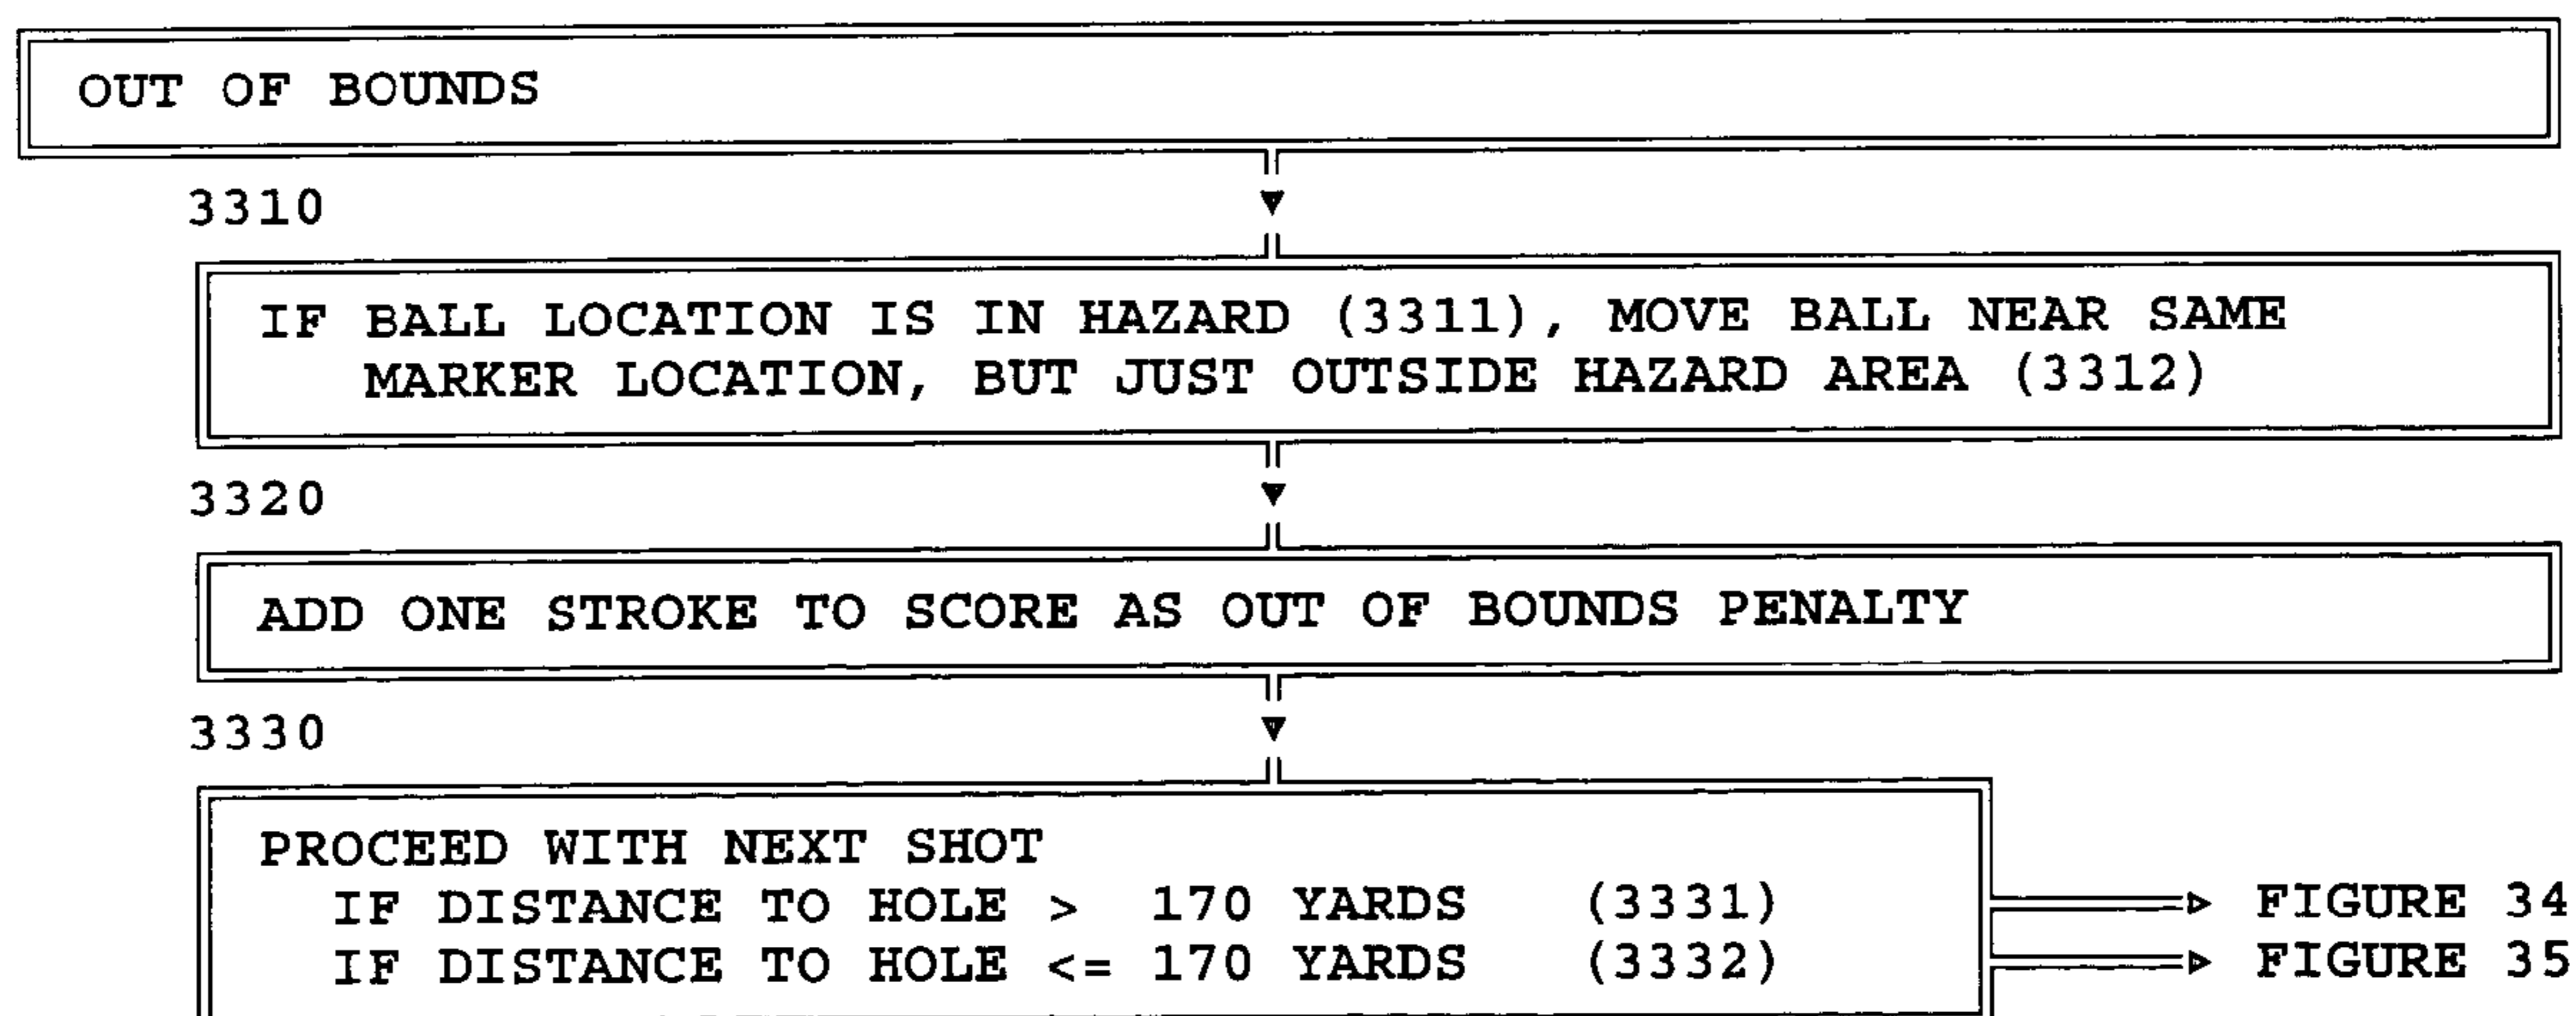 OUT OF BOUNDS
3310
IF BALL LOCATION IS IN HAZARD (3311), MOVE BALL NEAR SAME
MARKER LOCATION, BUT JUST OUTSIDE HAZARD AREA (3312)
3320
ADD ONE STROKE TO SCORE AS OUT OF BOUNDS PENALTY
3330
PROCEED WITH NEXT SHOT
IF DISTANCE TO HOLE > 170 YARDS (3331) FIGURE 34
IF DISTANCE TO HOLE <= 170 YARDS (3332) FIGURE 35